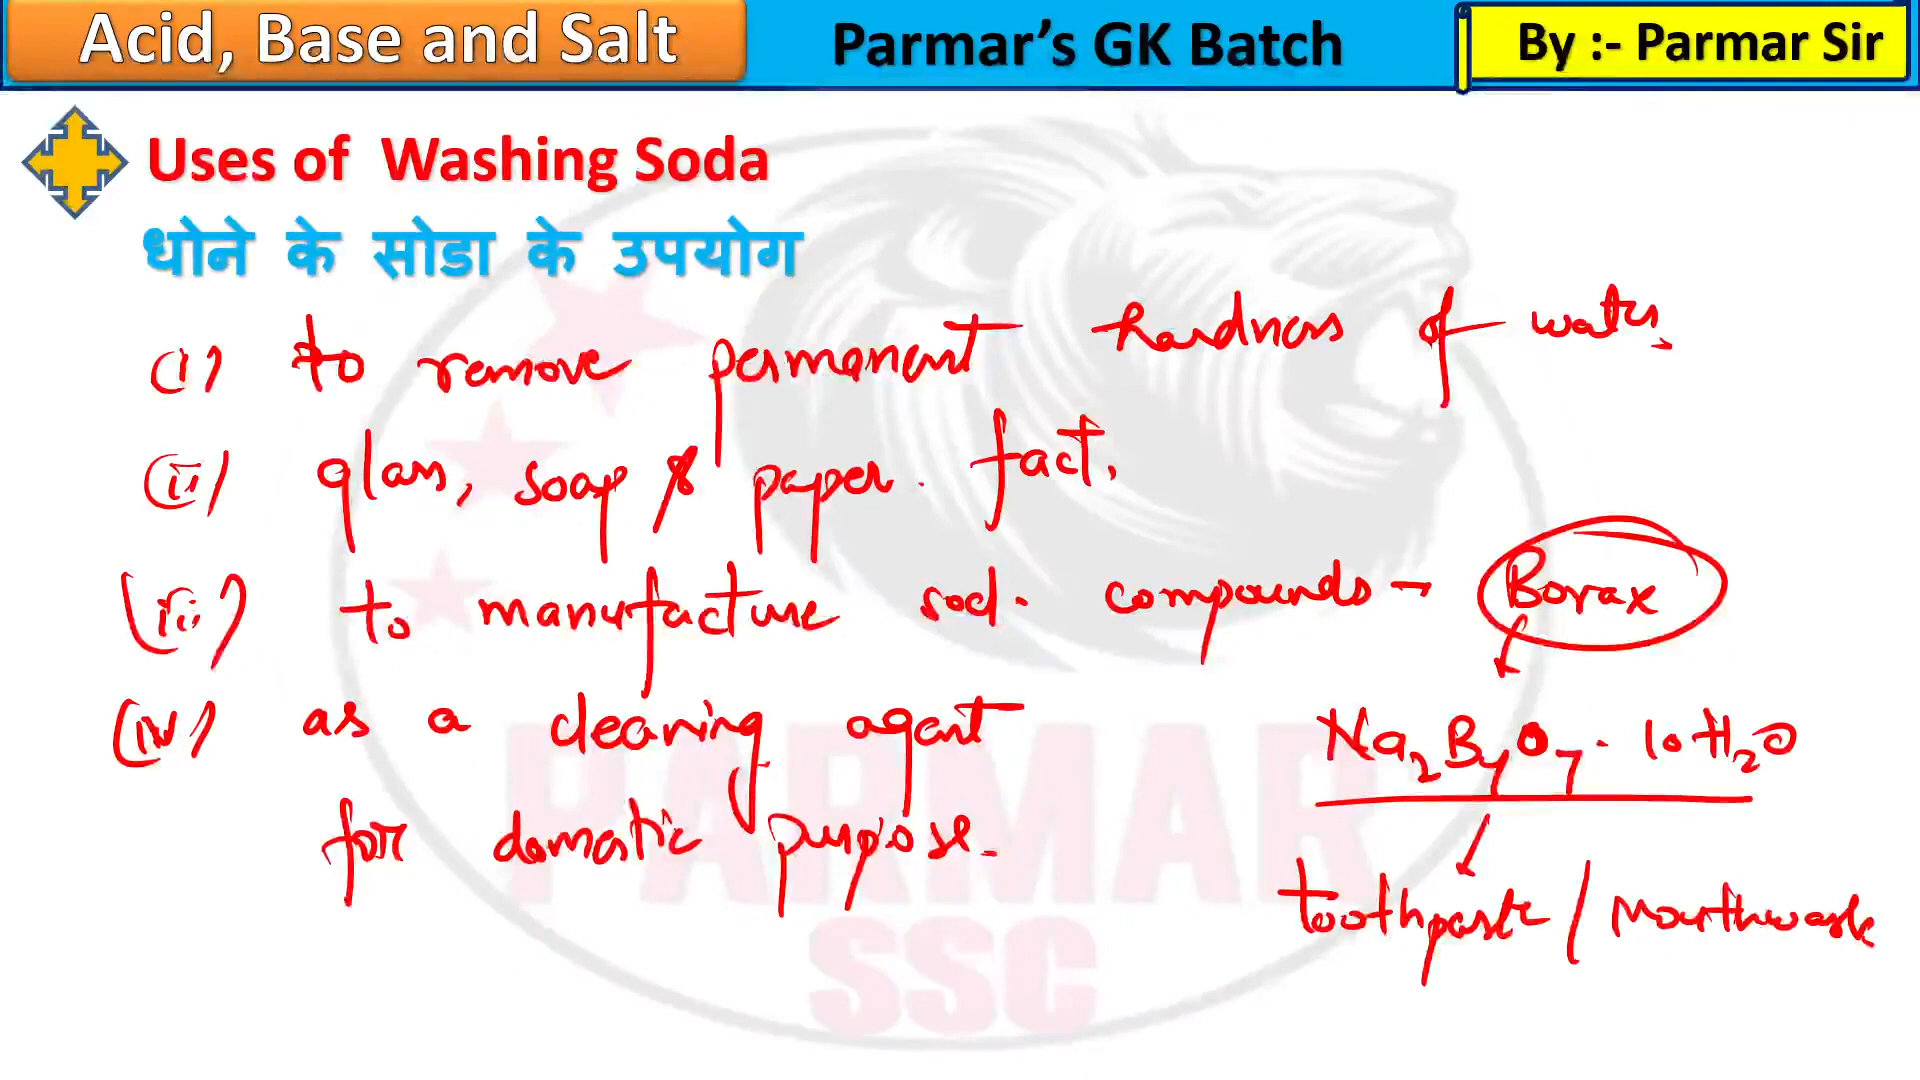 Acid, Base and Salt
Parmar's GK Batch
By :- Parmar Sir
Uses of Washing Soda
धोने के सोडा के उपयोग
(i) to remove permanent hardness of water.
(ii) glass, soap & paper. fact.
(iii) to manufacture sod. compounds → Borax
(iv) as a cleaning agent
Na₂B₄O₇. 10H₂O
for domestic purpose.
toothpaste / Mouthwash
PARMAR
SSC